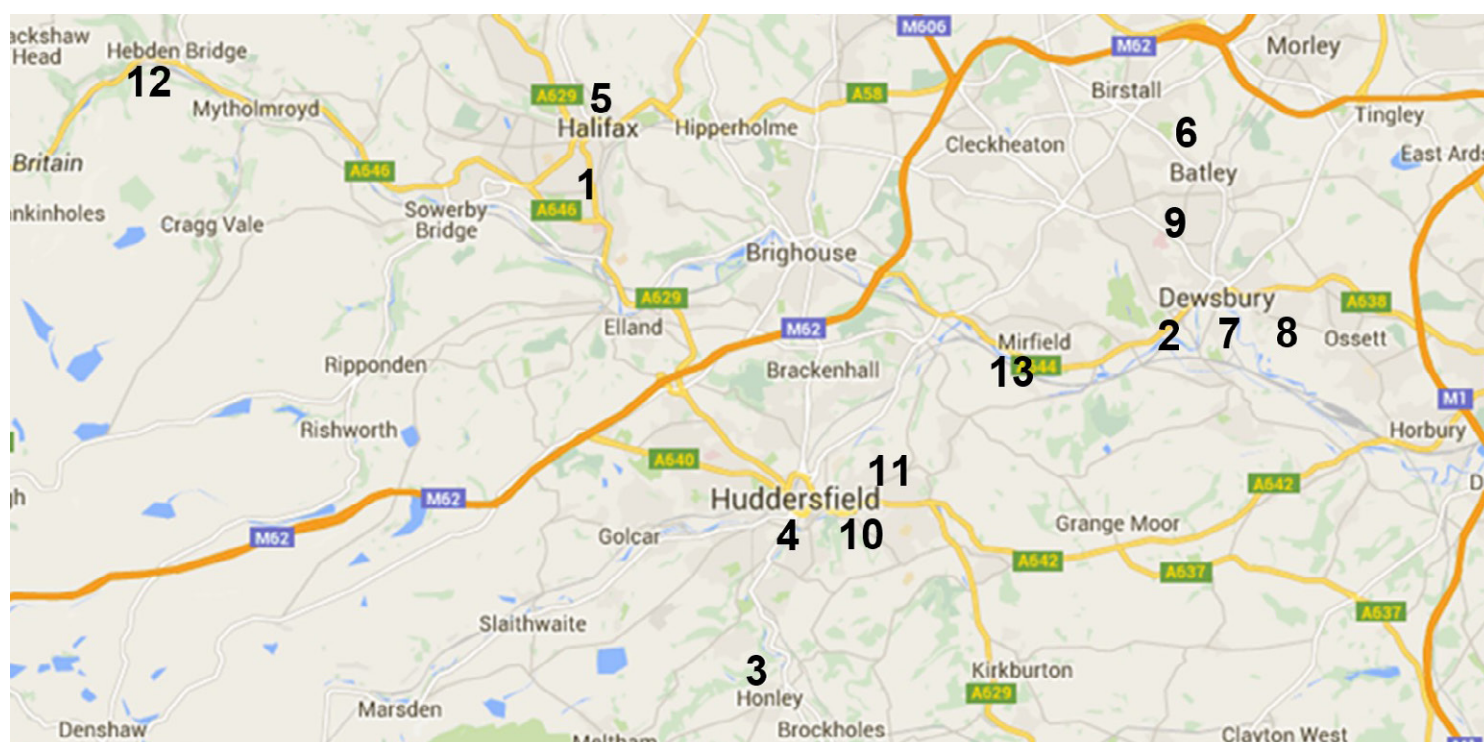 ackshaw
Head
Hebden Bridge
12
Mytholmroyd
Britain
A646
ankinholes
Cragg Vale
Sowerby
Bridge
A629
5
Halifax
1
A646
Hipperholme
A58
M606
M62
Morley
Birstall
Tingley
Cleckheaton
6
Batley
East Ards
9
Brighouse
A629
Elland
M62
Dewsbury
2
7
8
A638
Ossett
Mirfield
13
Brackenhall
Ripponden
Rishworth
M1
Horbury
A640
11
Huddersfield
4
10
A642
gh
M62
M62
Golcar
Grange Moor
A642
A637
A637
D
Slaithwaite
3
Honley
Kirkburton
A629
Marsden
Denshaw
Meltham
Brockholes
Clayton West